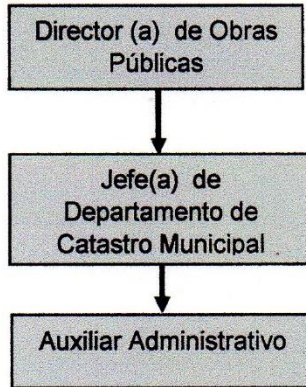 Director (a) de Obras
Públicas
Jefe(a) de
Departamento de
Catastro Municipal
Auxiliar Administrativo